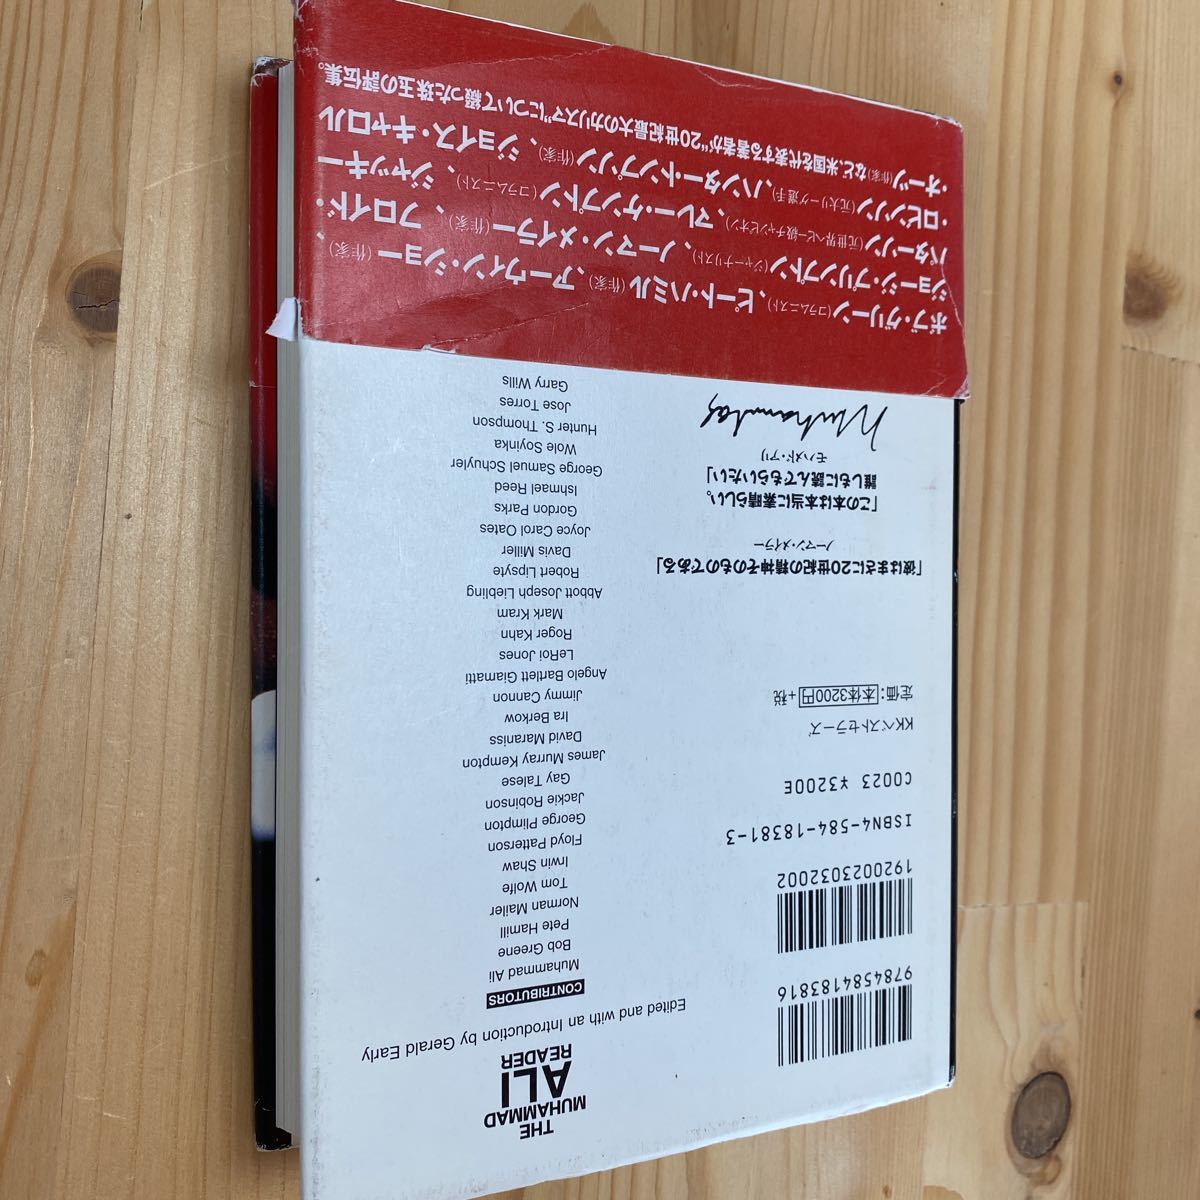 THE
MUHAMMAD
ALI
READER
Edited and with an Introduction by Gerald Early
CONTRIBUTORS
Muhammad Ali
Bob Greene
Pete Hamill
Norman Mailer
Tom Wolfe
Irwin Shaw
Floyd Patterson
George Plimpton
Jackie Robinson
Gay Talese
James Murray Kempton
David Maraniss
Ira Berkow
Jimmy Cannon
Angelo Bartlett Giamatti
LeRoi Jones
Roger Kahn
Mark Kram
Abbott Joseph Liebling
Robert Lipsyte
Davis Miller
Joyce Carol Oates
Gordon Parks
Ishmael Reed
George Samuel Schuyler
Wole Soyinka
Hunter S. Thompson
Jose Torres
Garry Wills
9784584183816
1920023032002
ISBN4-584-18381-3
C0023 ¥3200E
KKベストセラーズ
定価：本体3200円+税
「彼はまさに20世紀の精神そのものである」
ノーマン・メイラー
「この本は本当に素晴らしい。
誰しもに読んでもらいたい」
モハメド・アリ
Muhammad
ボブ・グリーン(コラムニスト)、ピート・ハミル(作家)、アーウィン・ショー(作家)、
ジョージ・プリンプトン(ジャーナリスト)、ノーマン・メイラー(作家)、フロイド・
パターソン(元世界ヘビー級チャンピオン)、マレー・ケンプトン(コラムニスト)、ジャッキー
・ロビンソン(元大リーグ選手)、ハンター・トンプソン(作家)、ジョイス・キャロル
・オーツ(作家)など、米国を代表する著者が“20世紀最大のカリスマ”について綴った珠玉の評伝集。